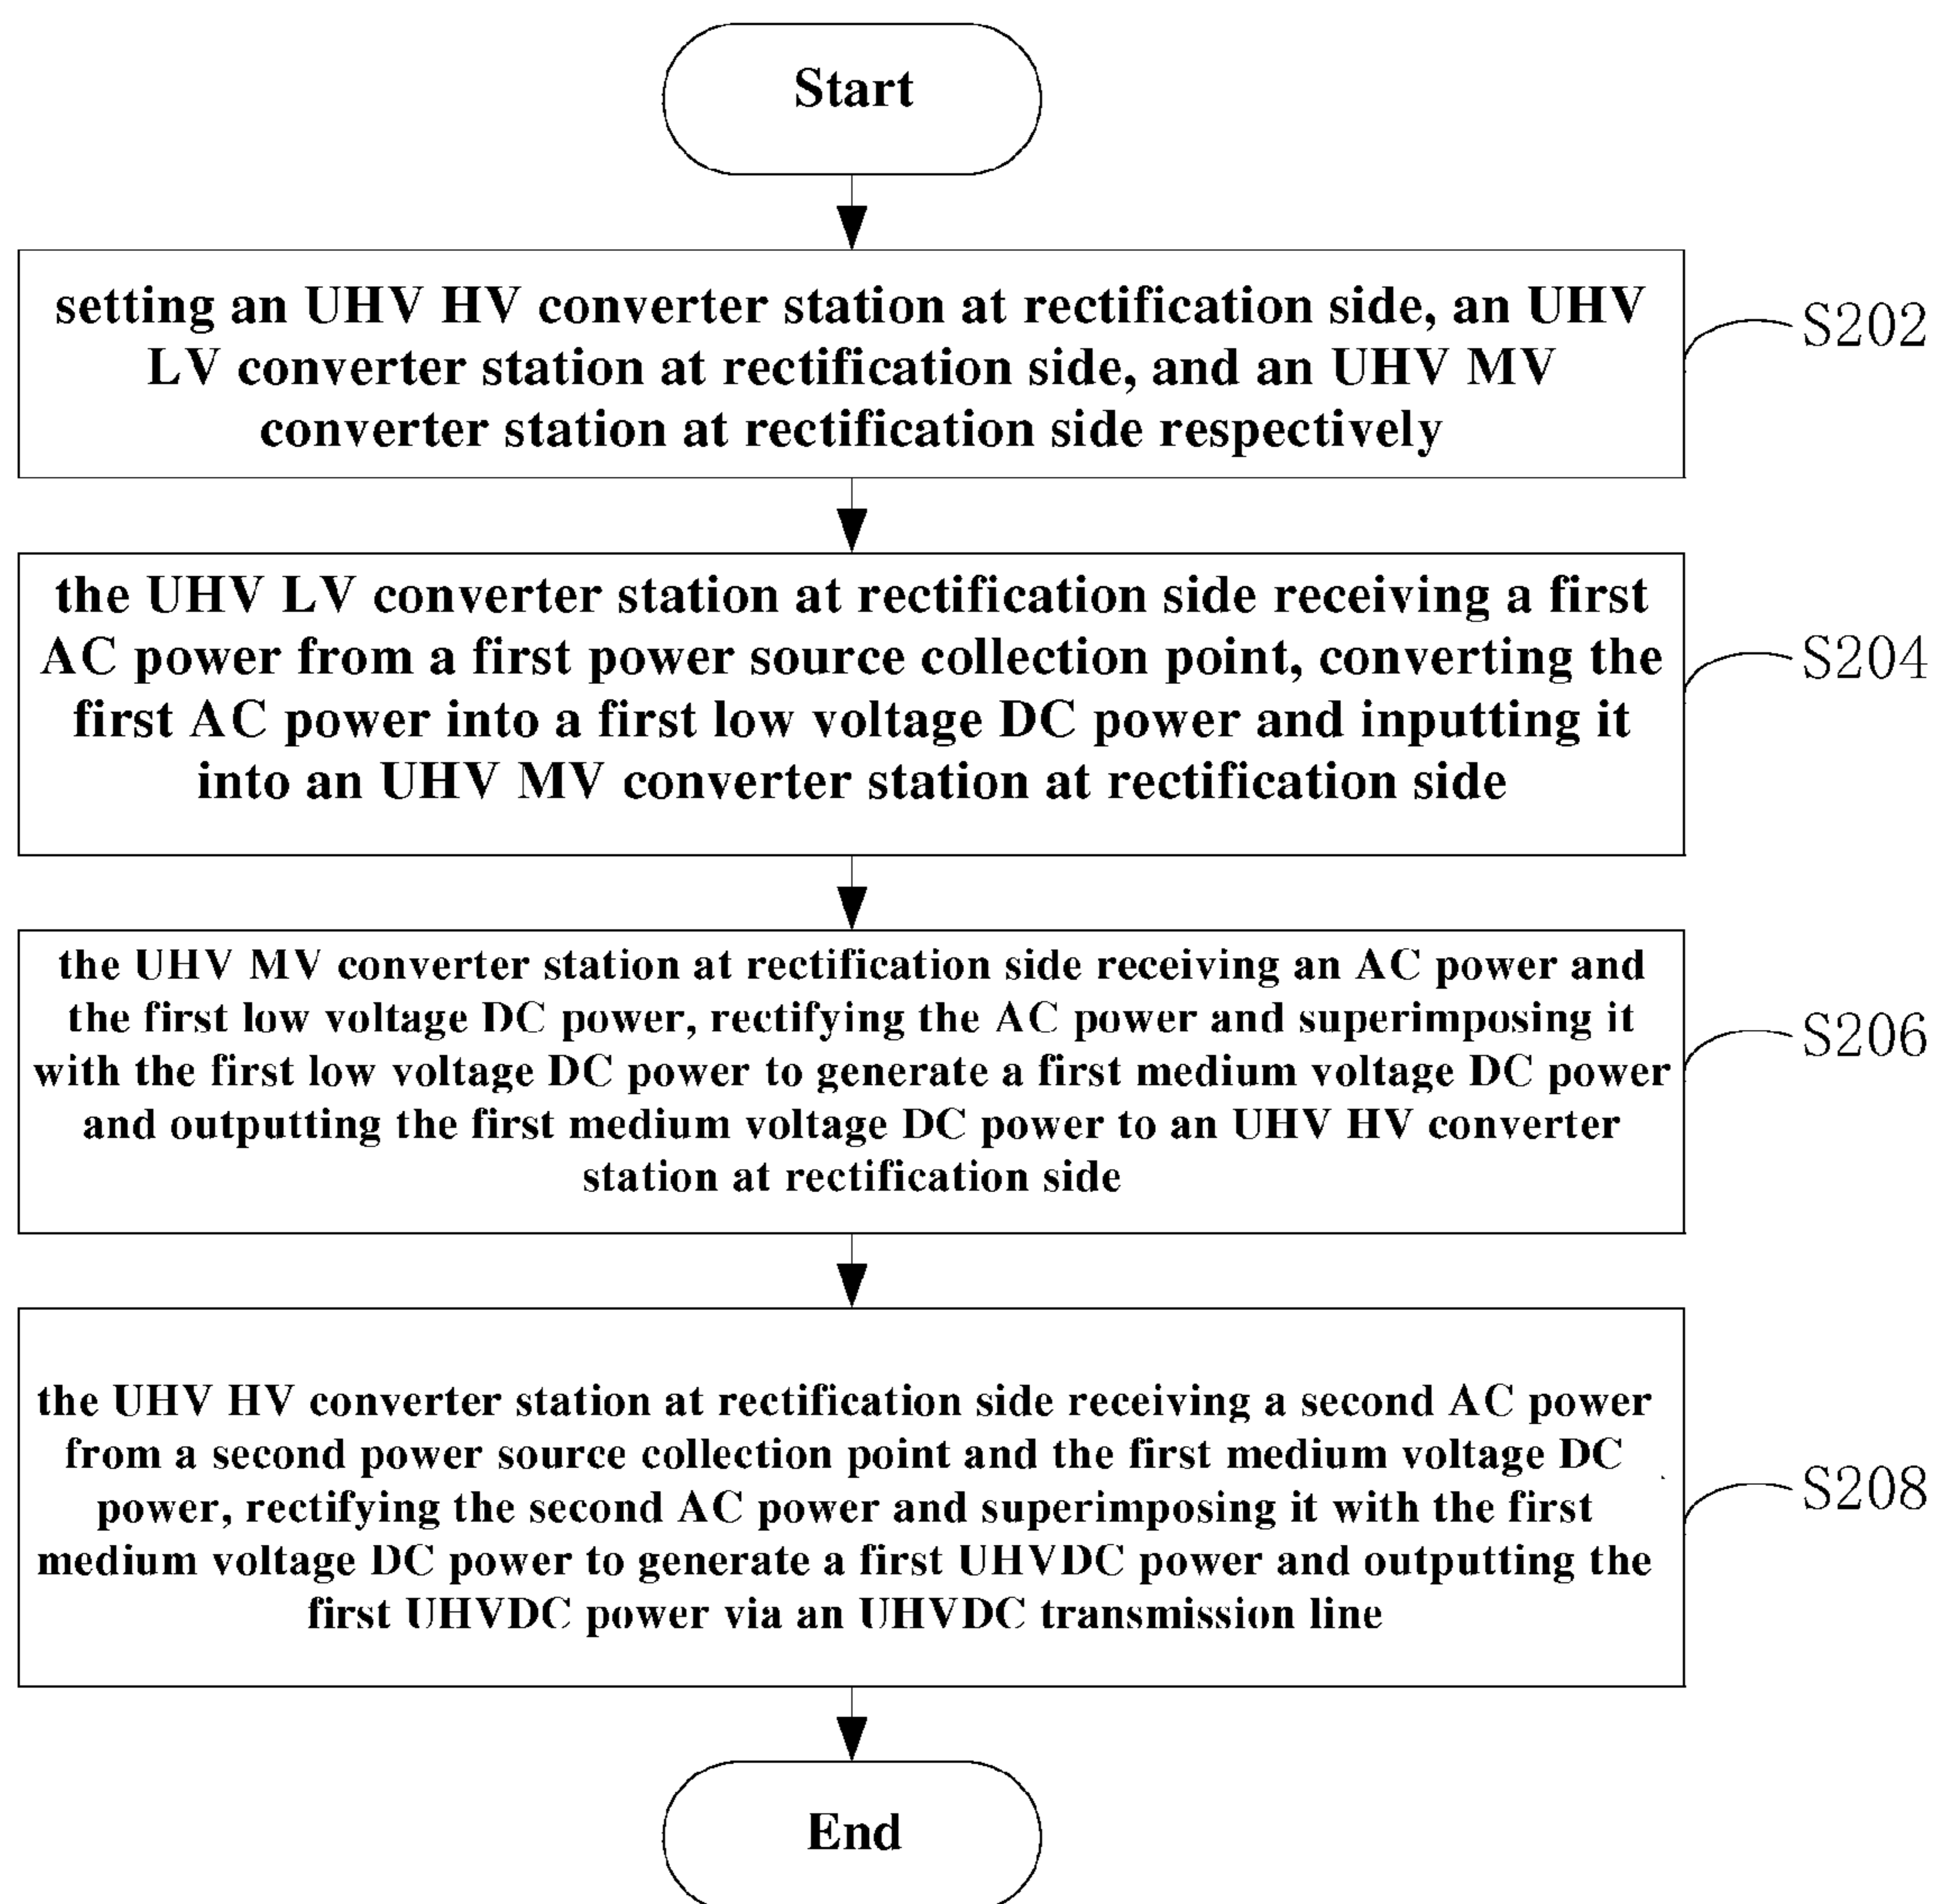 Start
setting an UHV HV converter station at rectification side, an UHV
LV converter station at rectification side, and an UHV MV
converter station at rectification side respectively
S202
the UHV LV converter station at rectification side receiving a first
AC power from a first power source collection point, converting the
first AC power into a first low voltage DC power and inputting it
into an UHV MV converter station at rectification side
S204
the UHV MV converter station at rectification side receiving an AC power and
the first low voltage DC power, rectifying the AC power and superimposing it
with the first low voltage DC power to generate a first medium voltage DC power
and outputting the first medium voltage DC power to an UHV HV converter
station at rectification side
S206
the UHV HV converter station at rectification side receiving a second AC power
from a second power source collection point and the first medium voltage DC
power, rectifying the second AC power and superimposing it with the first
medium voltage DC power to generate a first UHVDC power and outputting the
first UHVDC power via an UHVDC transmission line
S208
End